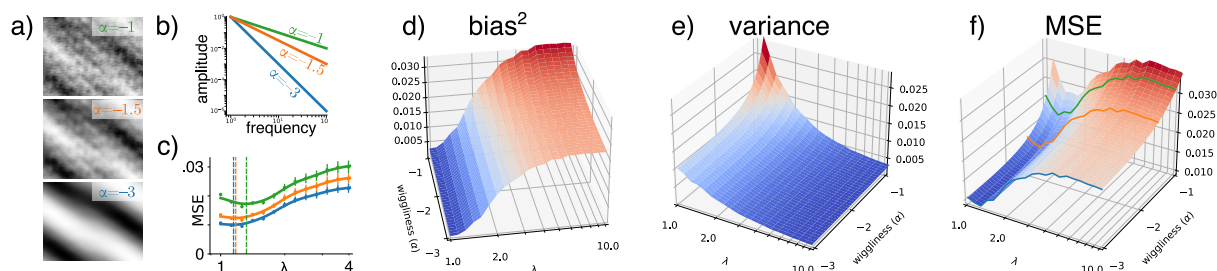 a)
α=−1
α=−1.5
α=−3
b)
amplitude
10⁰
10⁰
10¹
frequency
α=−1
α=−1.5
α=−3
c)
MSE
.03
0
1
λ
4
d) bias²
0.030
0.025
0.020
0.015
0.010
0.005
−1
−2
−3
wiggliness (α)
1.0
2.0
10.0
λ
e) variance
0.025
0.020
0.015
0.010
0.005
−1
−2
−3
wiggliness (α)
1.0
2.0
10.0
λ
f) MSE
0.030
0.025
0.020
0.015
0.010
−1
−2
−3
wiggliness (α)
1.0
2.0
10.0
λ